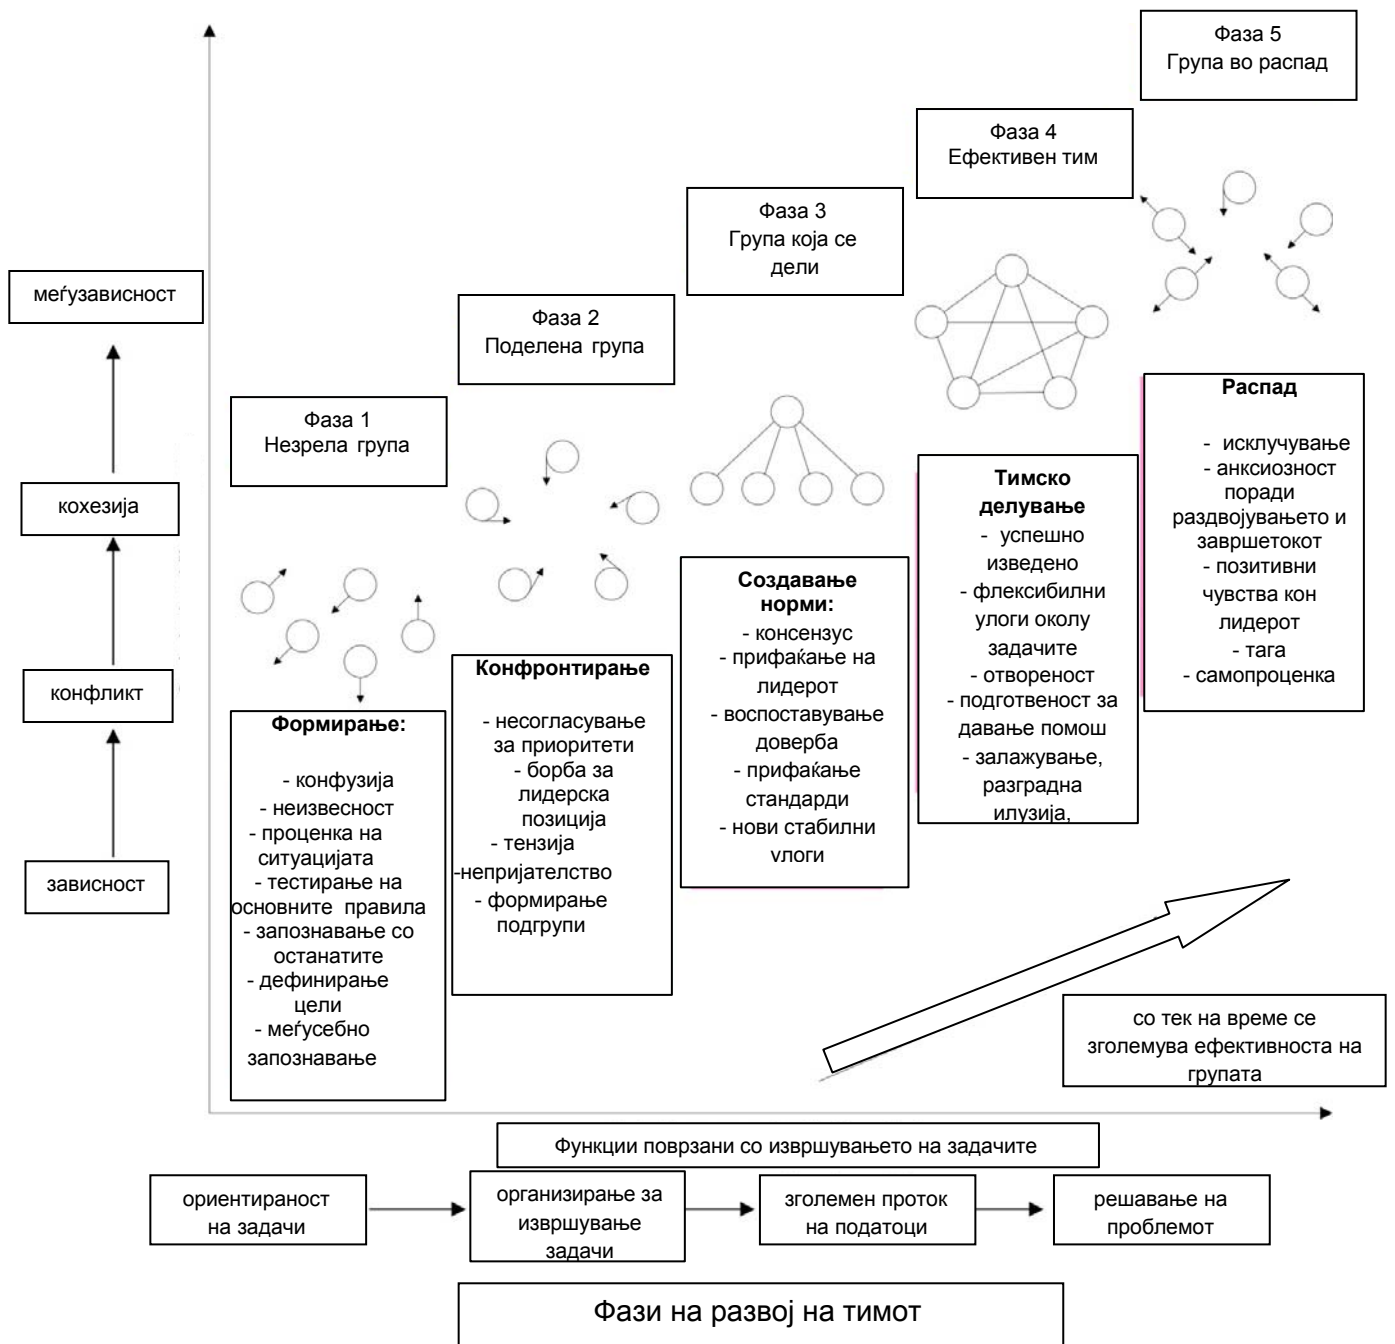 Фаза 5
Група во распад
Фаза 4
Ефективен тим
Фаза 3
Група која се
дели
Фаза 2
Поделена група
Фаза 1
Незрела група
меѓузависност
кохезија
конфликт
зависност
Формирање:
- конфузија
- неизвесност
- проценка на
ситуацијата
- тестирање на
основните правила
- запознавање со
останатите
- дефинирање
цели
- меѓусебно
запознавање
Конфронтирање
- несогласување
за приоритети
- борба за
лидерска
позиција
- тензија
-непријателство
- формирање
подгрупи
Создавање
норми:
- консензус
- прифаќање на
лидерот
- воспоставување
доверба
- прифаќање
стандарди
- нови стабилни
улоги
Тимско
делување
- успешно
изведено
- флексибилни
улоги околу
задачите
- отвореност
- подготвеност за
давање помош
- залажување,
разградна
илузија,
Распад
- исклучување
- анксиозност
поради
раздвојувањето и
завршетокот
- позитивни
чувства кон
лидерот
- тага
- самопроценка
со тек на време се
зголемува ефективноста на
групата
Функции поврзани со извршувањето на задачите
ориентираност
на задачи
организирање за
извршување
задачи
зголемен проток
на податоци
решавање на
проблемот
Фази на развој на тимот